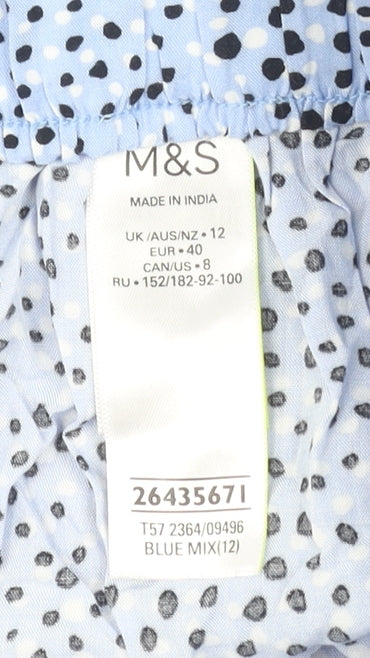 M&S
MADE IN INDIA
UK/AUS/NZ • 12
EUR • 40
CAN/US • 8
RU • 152/182-92-100
26435671
T57 2364/09496
BLUE MIX(12)